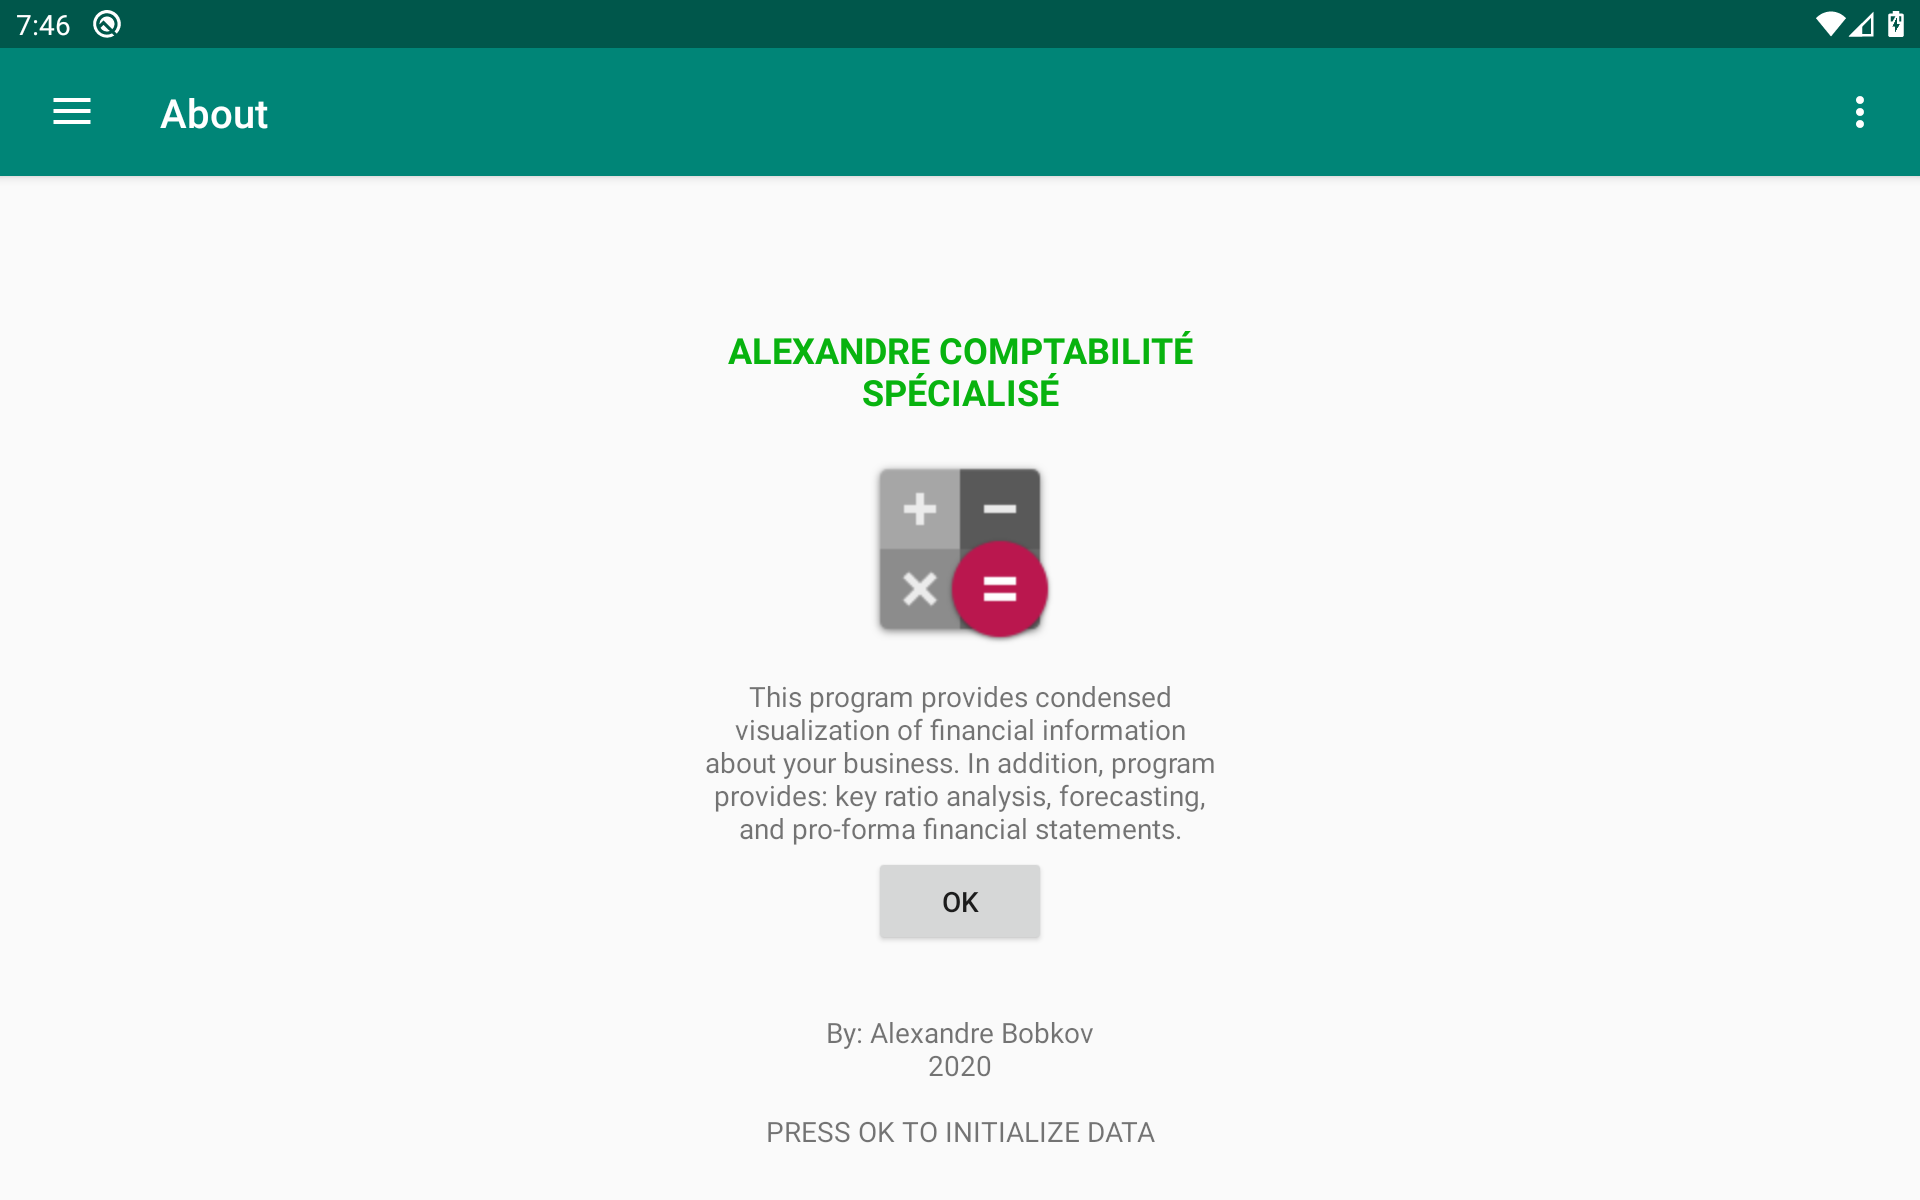 7:46
About
ALEXANDRE COMPTABILITÉ
SPÉCIALISÉ
This program provides condensed
visualization of financial information
about your business. In addition, program
provides: key ratio analysis, forecasting,
and pro-forma financial statements.
OK
By: Alexandre Bobkov
2020
PRESS OK TO INITIALIZE DATA